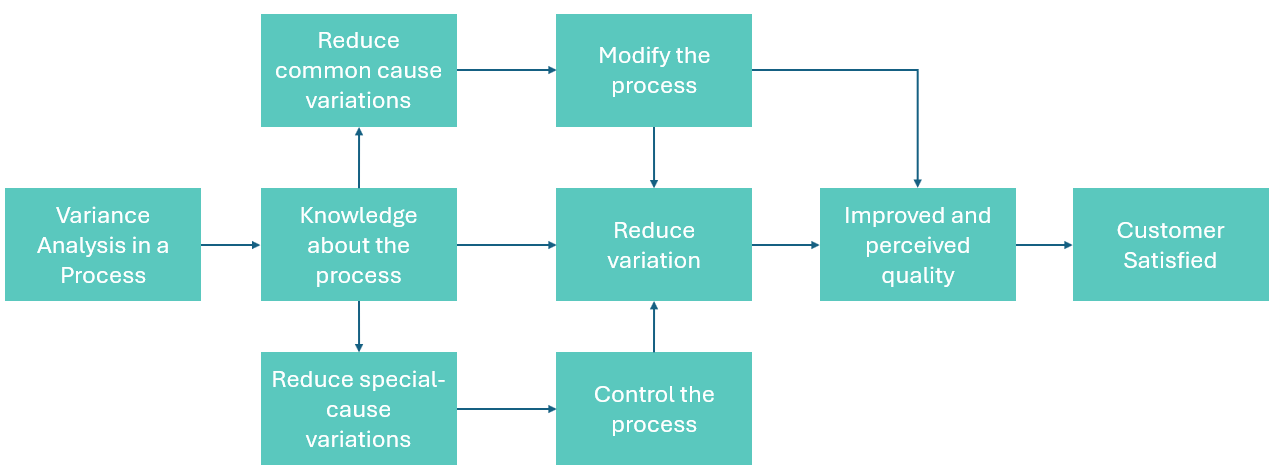 Reduce
common cause
variations
Modify the
process
Variance
Analysis in a
Process
Knowledge
about the
process
Reduce
variation
Improved and
perceived
quality
Customer
Satisfied
Reduce special-
cause
variations
Control the
process